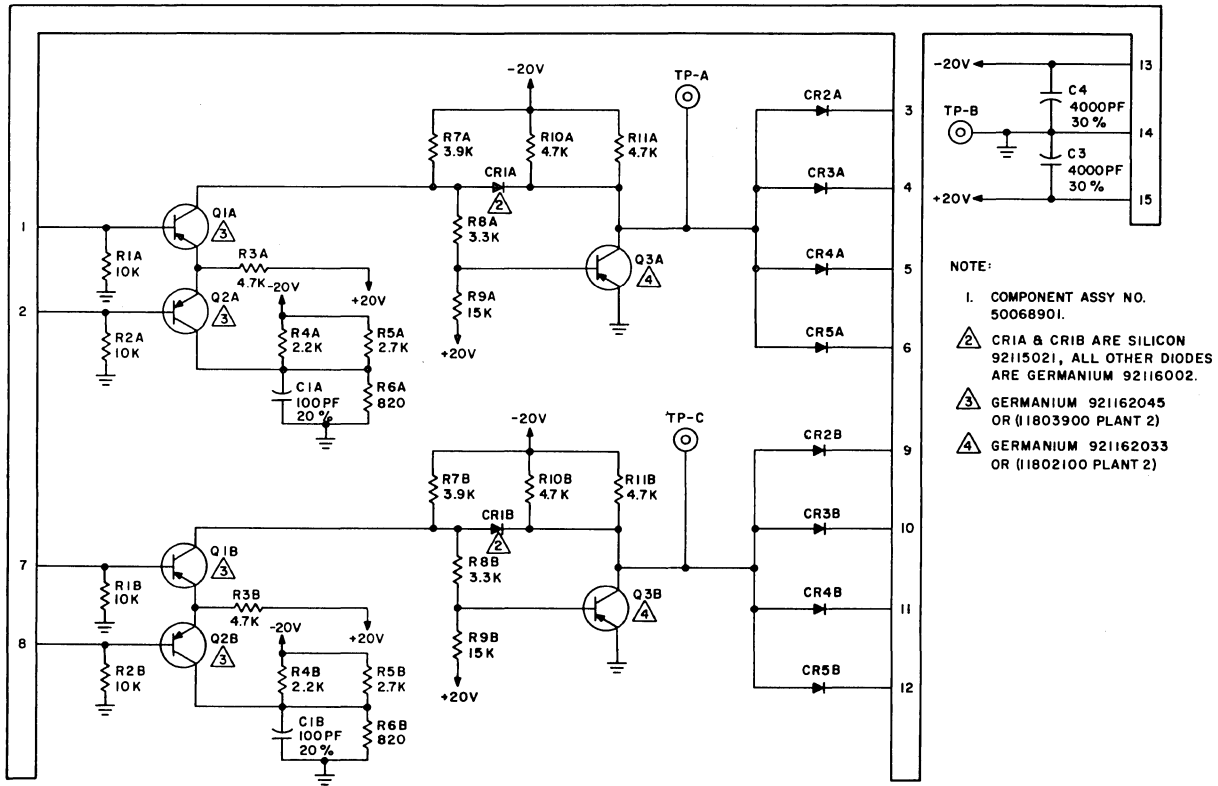 -20V
TP-A
CR2A
3
R7A
3.9K
R10A
4.7K
R11A
4.7K
CR1A
2
CR3A
4
1
Q1A
3
R8A
3.3K
R1A
10K
R3A
4.7K
Q3A
4
CR4A
5
2
Q2A
3
-20V
+20V
R9A
15K
R2A
10K
R4A
2.2K
R5A
2.7K
+20V
CR5A
6
C1A
100PF
20%
R6A
820
-20V
TP-C
CR2B
9
R7B
3.9K
R10B
4.7K
R11B
4.7K
CR1B
2
CR3B
10
7
Q1B
3
R8B
3.3K
R1B
10K
R3B
4.7K
Q3B
4
CR4B
11
8
Q2B
3
-20V
+20V
R9B
15K
R2B
10K
R4B
2.2K
R5B
2.7K
+20V
CR5B
12
C1B
100PF
20%
R6B
820
-20V
13
C4
4000PF
30%
TP-B
14
C3
4000PF
30%
+20V
15
NOTE:
1. COMPONENT ASSY NO.
50068901.
2 CR1A & CR1B ARE SILICON
92115021, ALL OTHER DIODES
ARE GERMANIUM 92116002.
3 GERMANIUM 921162045
OR (11803900 PLANT 2)
4 GERMANIUM 921162033
OR (11802100 PLANT 2)